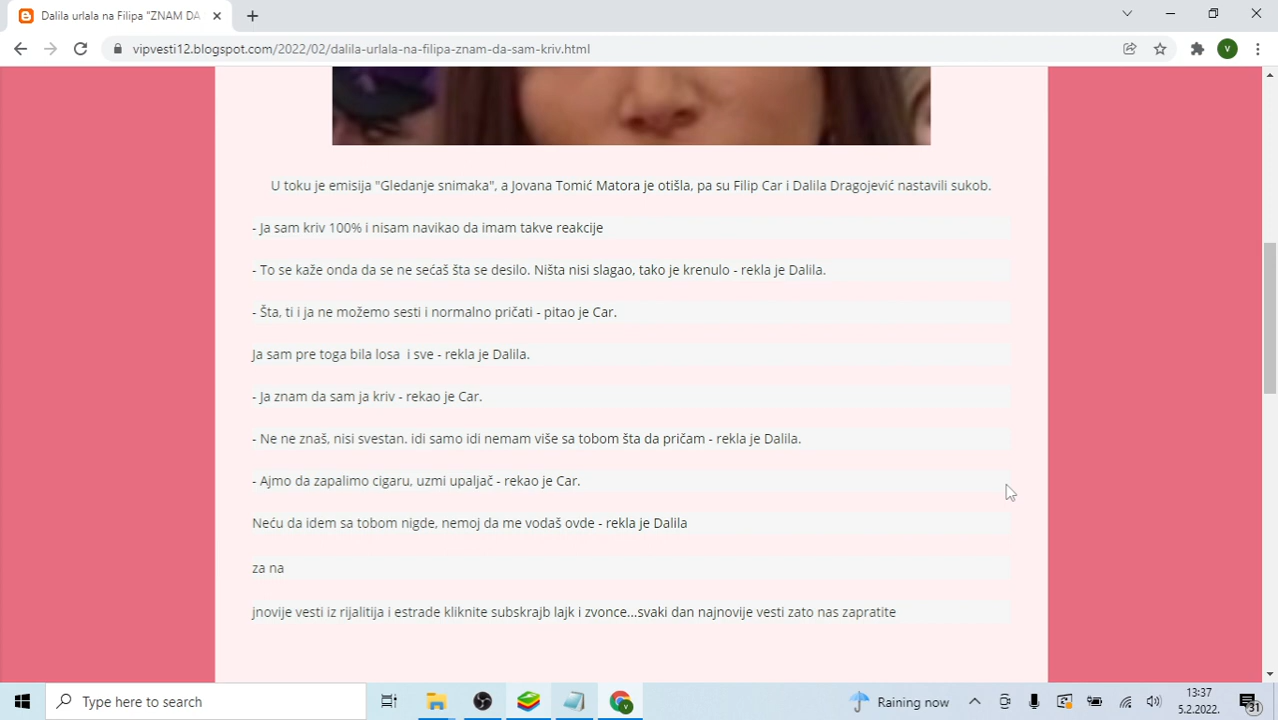 Dalila urlala na Filipa "ZNAM DA
vipvesti12.blogspot.com/2022/02/dalila-urlala-na-filipa-znam-da-sam-kriv.html
V
U toku je emisija "Gledanje snimaka", a Jovana Tomić Matora je otišla, pa su Filip Car i Dalila Dragojević nastavili sukob.
- Ja sam kriv 100% i nisam navikao da imam takve reakcije
- To se kaže onda da se ne sećaš šta se desilo. Ništa nisi slagao, tako je krenulo - rekla je Dalila.
- Šta, ti i ja ne možemo sesti i normalno pričati - pitao je Car.
Ja sam pre toga bila losa  i sve - rekla je Dalila.
- Ja znam da sam ja kriv - rekao je Car.
- Ne ne znaš, nisi svestan. idi samo idi nemam više sa tobom šta da pričam - rekla je Dalila.
- Ajmo da zapalimo cigaru, uzmi upaljač - rekao je Car.
Neću da idem sa tobom nigde, nemoj da me vodaš ovde - rekla je Dalila
za na
jnovije vesti iz rijalitija i estrade kliknite subskrajb lajk i zvonce...svaki dan najnovije vesti zato nas zapratite
Type here to search
Raining now
13:37
5.2.2022.
31